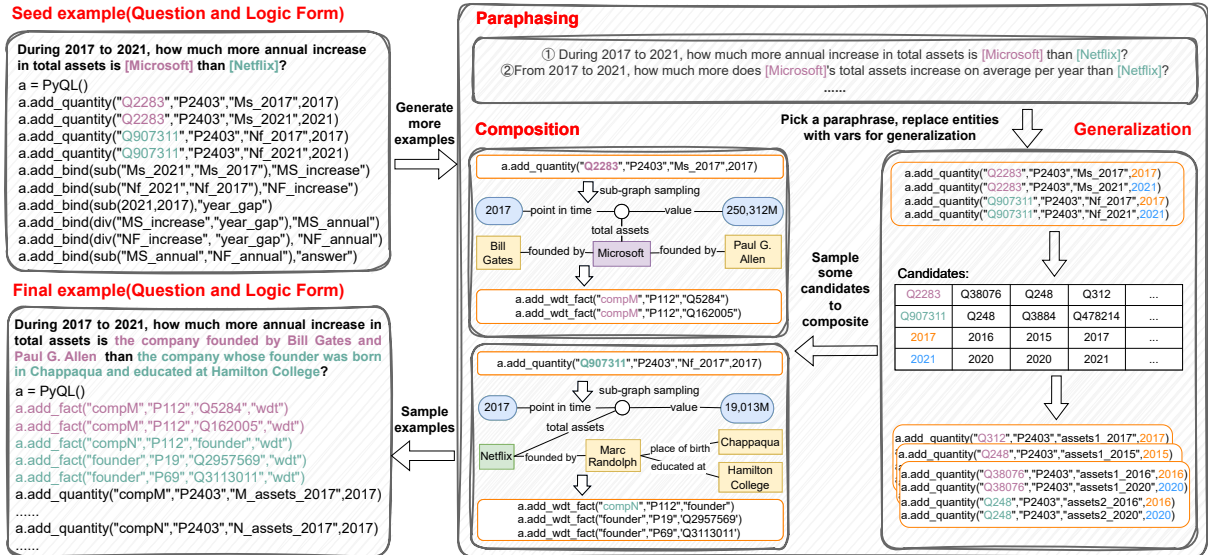 Seed example(Question and Logic Form)
During 2017 to 2021, how much more annual increase
in total assets is [Microsoft] than [Netflix]?
a = PyQL()
a.add_quantity("Q2283","P2403","Ms_2017",2017)
a.add_quantity("Q2283","P2403","Ms_2021",2021)
a.add_quantity("Q907311","P2403","Nf_2017",2017)
a.add_quantity("Q907311","P2403","Nf_2021",2021)
a.add_bind(sub("Ms_2021","Ms_2017"),"MS_increase")
a.add_bind(sub("Nf_2021","Nf_2017"),"NF_increase")
a.add_bind(sub(2021,2017),"year_gap")
a.add_bind(div("MS_increase","year_gap"),"MS_annual")
a.add_bind(div("NF_increase", "year_gap"), "NF_annual")
a.add_bind(sub("MS_annual","NF_annual"),"answer")
Final example(Question and Logic Form)
During 2017 to 2021, how much more annual increase in
total assets is the company founded by Bill Gates and
Paul G. Allen than the company whose founder was born
in Chappaqua and educated at Hamilton College?
a = PyQL()
a.add_fact("compM","P112","Q5284","wdt")
a.add_fact("compM","P112","Q162005","wdt")
a.add_fact("compN","P112","founder","wdt")
a.add_fact("founder","P19","Q2957569","wdt")
a.add_fact("founder","P69","Q3113011","wdt")
a.add_quantity("compM","P2403","M_assets_2017",2017)
......
a.add_quantity("compN","P2403","N_assets_2017",2017)
......
Generate
more
examples
Sample
examples
Paraphasing
① During 2017 to 2021, how much more annual increase in total assets is [Microsoft] than [Netflix]?
②From 2017 to 2021, how much more does [Microsoft]'s total assets increase on average per year than [Netflix]?
......
Pick a paraphrase, replace entities
with vars for generalization
Composition
a.add_quantity("Q2283","P2403","Ms_2017",2017)
sub-graph sampling
2017
point in time
value
250,312M
total assets
Bill
Gates
founded by
Microsoft
founded by
Paul G.
Allen
a.add_wdt_fact("compM","P112","Q5284")
a.add_wdt_fact("compM","P112","Q162005")
a.add_quantity("Q907311","P2403","Nf_2017",2017)
sub-graph sampling
2017
point in time
value
19,013M
total assets
Netflix
founded by
Marc
Randolph
place of birth
Chappaqua
educated at
Hamilton
College
a.add_wdt_fact("compN","P112","founder")
a.add_wdt_fact("founder","P19",'Q2957569')
a.add_wdt_fact("founder","P69",'Q3113011')
Sample
some
candidates
to
composite
Generalization
a.add_quantity("Q2283","P2403","Ms_2017",2017)
a.add_quantity("Q2283","P2403","Ms_2021",2021)
a.add_quantity("Q907311","P2403","Nf_2017",2017)
a.add_quantity("Q907311","P2403","Nf_2021",2021)
Candidates:
Q2283 Q38076 Q248 Q312 ...
Q907311 Q248 Q3884 Q478214 ...
2017 2016 2015 2017 ...
2021 2020 2020 2021 ...
a.add_quantity("Q312","P2403","assets1_2017",2017)
a.add_quantity("Q248","P2403","assets1_2015",2015)
a.add_quantity("Q38076","P2403","assets1_2016",2016)
a.add_quantity("Q38076","P2403","assets1_2020",2020)
a.add_quantity("Q248","P2403","assets2_2016",2016)
a.add_quantity("Q248","P2403","assets2_2020",2020)